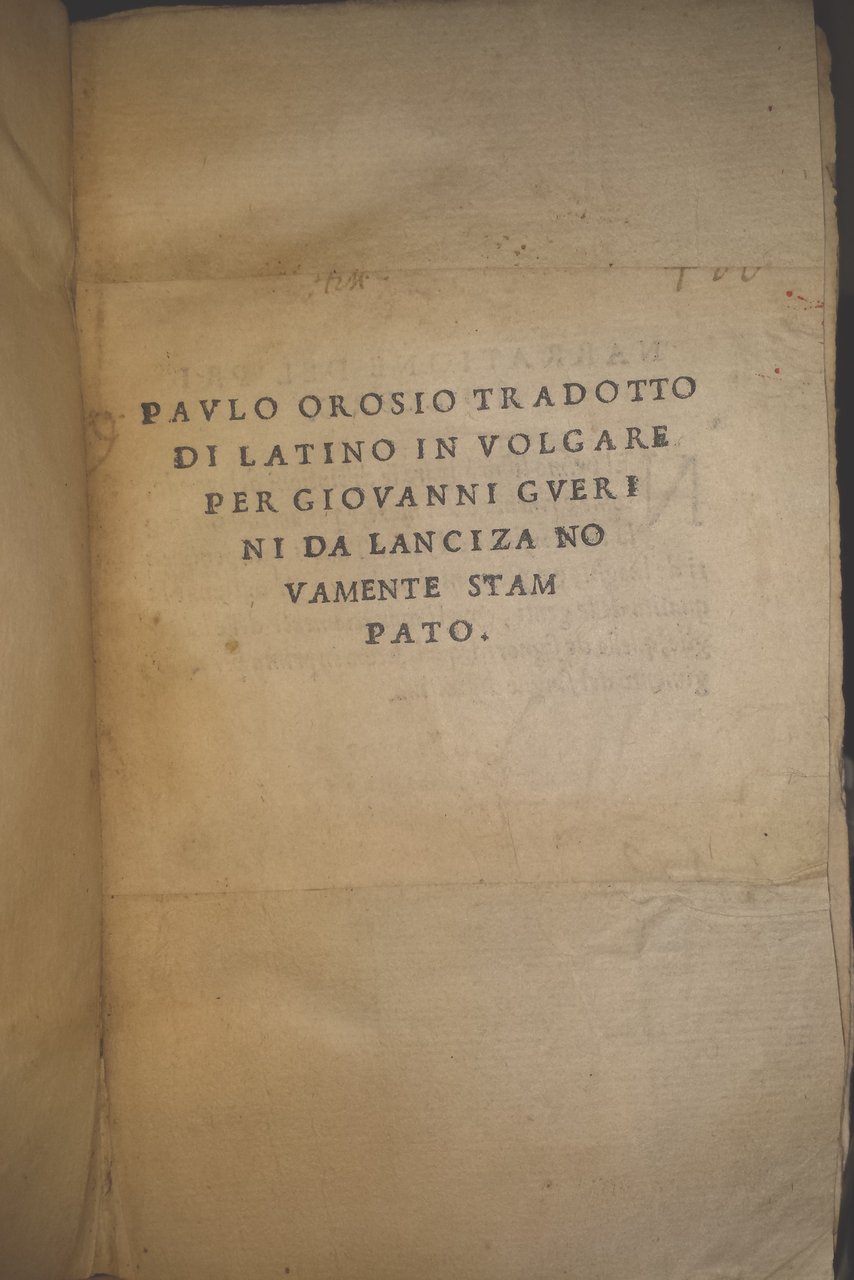 PAVLO OROSIO TRADOTTO
DI LATINO IN VOLGARE
PER GIOVANNI GVERI
NI DA LANCIZA NO
VAMENTE STAM
PATO.